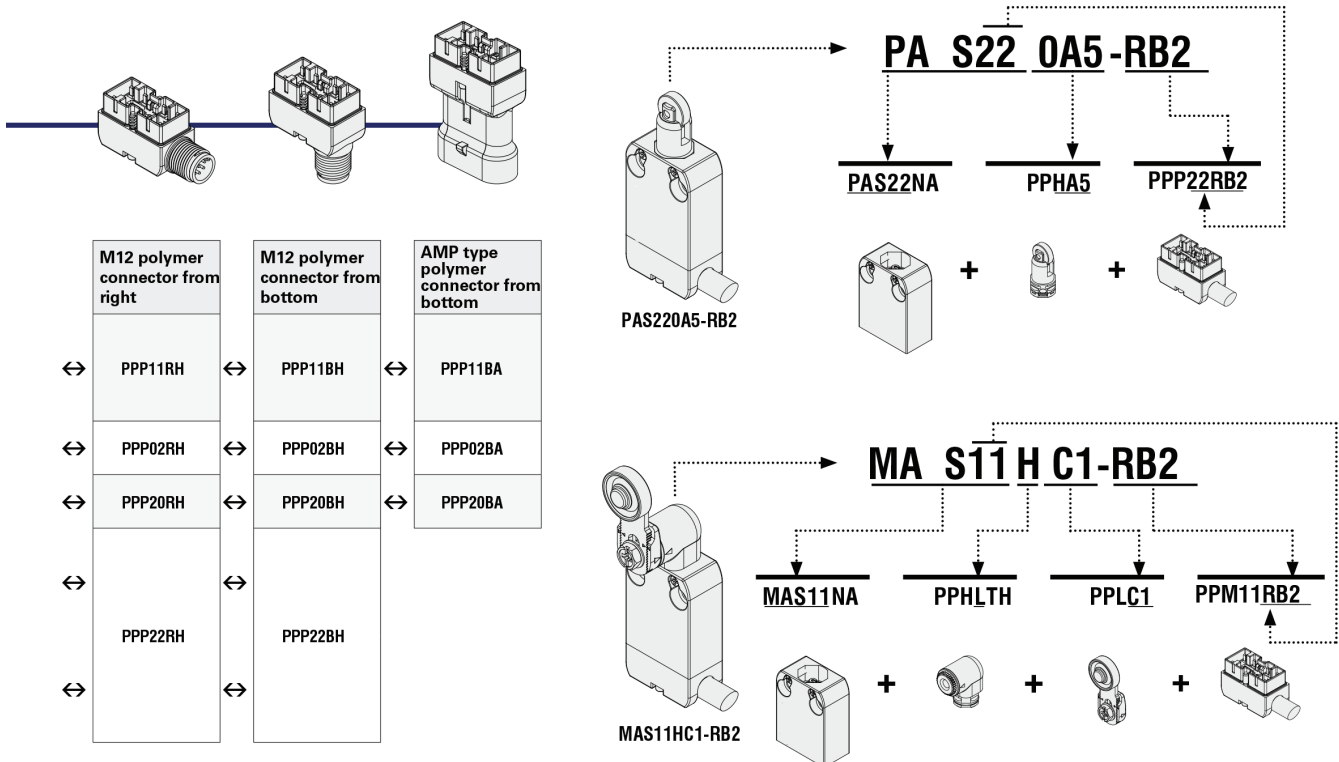 M12 polymer
connector from
right
M12 polymer
connector from
bottom
AMP type
polymer
connector from
bottom
↔ PPP11RH ↔ PPP11BH ↔ PPP11BA
↔ PPP02RH ↔ PPP02BH ↔ PPP02BA
↔ PPP20RH ↔ PPP20BH ↔ PPP20BA
↔ ↔
PPP22RH PPP22BH
↔ ↔
PA S22 0A5-RB2
PAS22NA PPHA5 PPP22RB2
+ +
PAS220A5-RB2
MA S11 H C1-RB2
MAS11NA PPHLTH PPLC1 PPM11RB2
+ + +
MAS11HC1-RB2